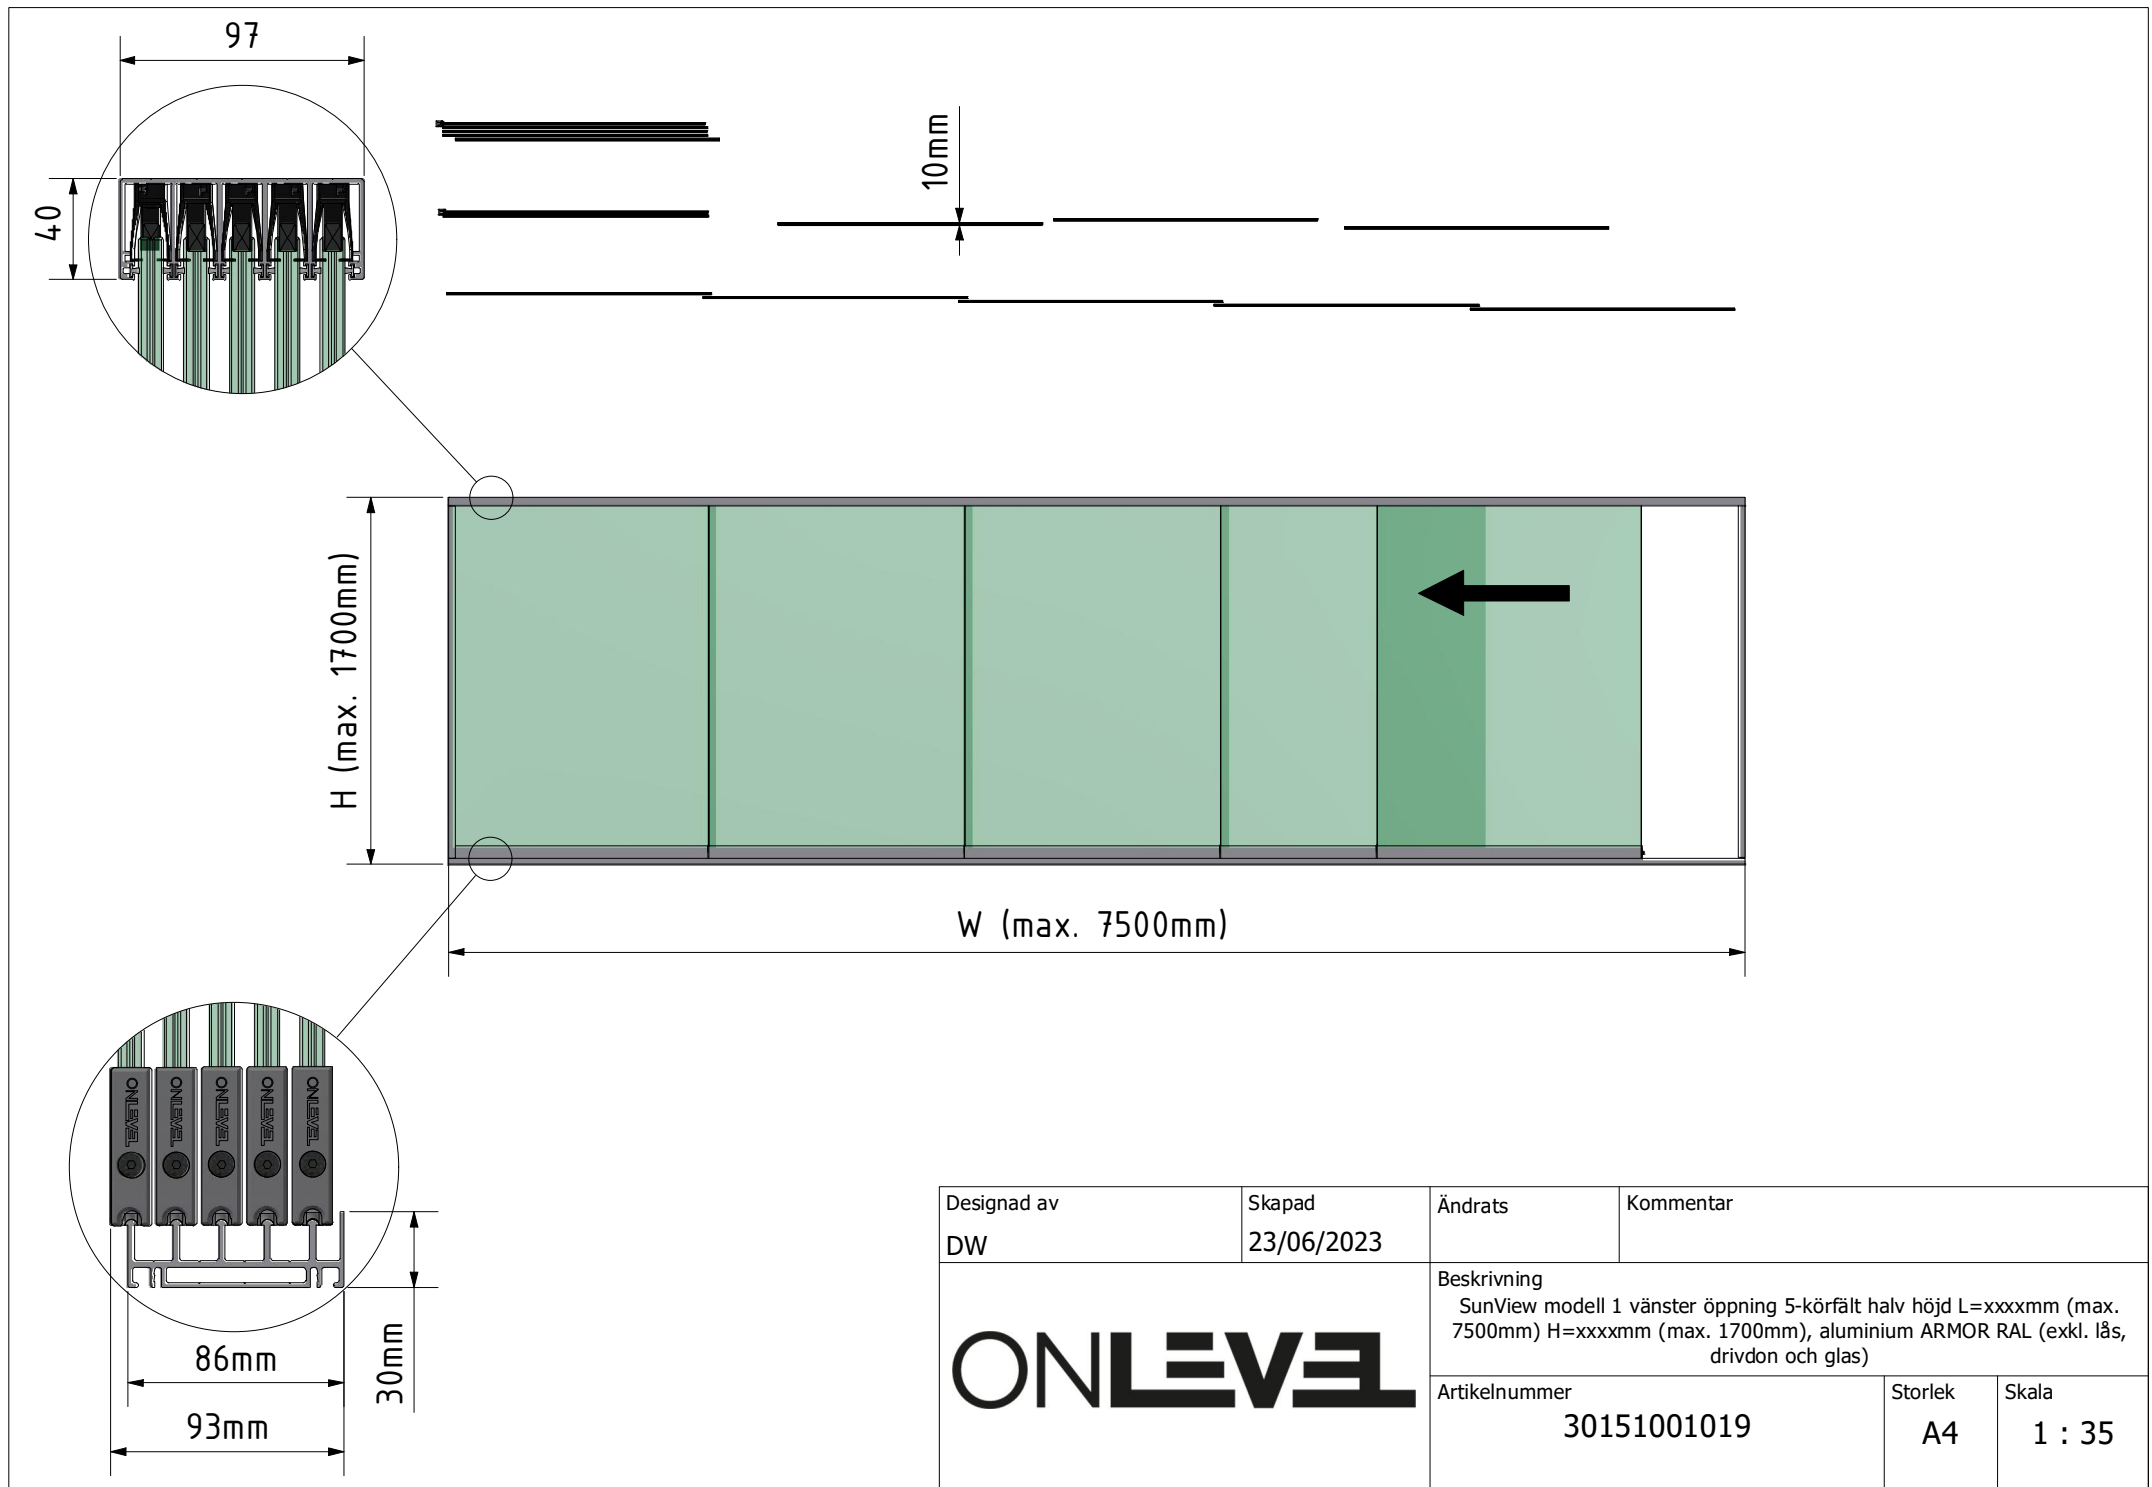 97
40
10mm
H (max. 1700mm)
W (max. 7500mm)
ONLEVEL
ONLEVEL
ONLEVEL
ONLEVEL
ONLEVEL
30mm
86mm
93mm
Designad av
DW
Skapad
23/06/2023
Ändrats
Kommentar
ONLEVEL
Beskrivning
SunView modell 1 vänster öppning 5-körfält halv höjd L=xxxxmm (max.
7500mm) H=xxxxmm (max. 1700mm), aluminium ARMOR RAL (exkl. lås,
drivdon och glas)
Artikelnummer
30151001019
Storlek
A4
Skala
1 : 35